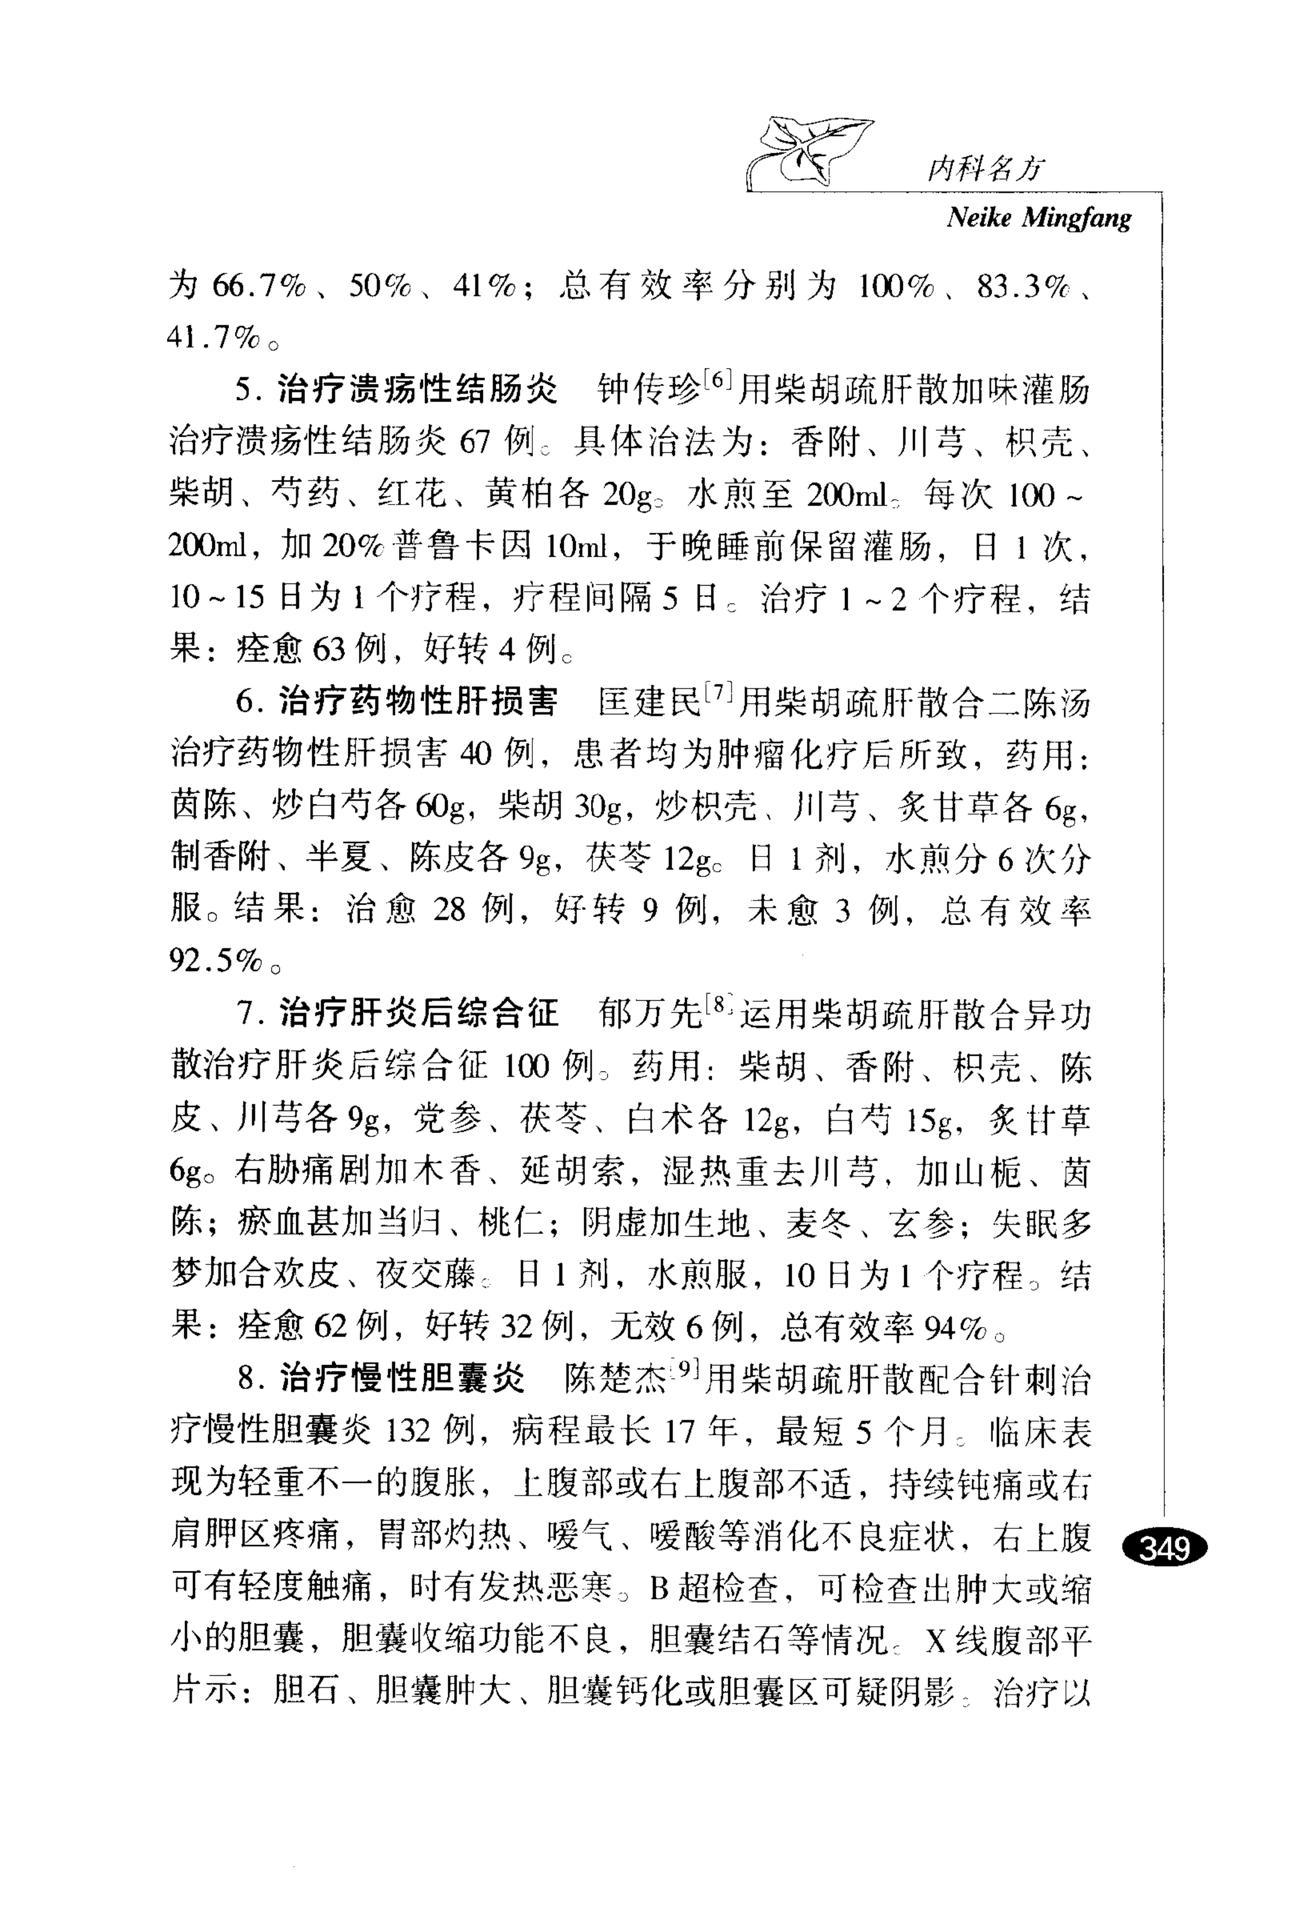 内科名方
Neike Mingfang
为 66.7%、50%、41%；总有效率分别为 100%、83.3%、
41.7%。
5. 治疗溃疡性结肠炎　钟传珍[6]用柴胡疏肝散加味灌肠
治疗溃疡性结肠炎 67 例。具体治法为：香附、川芎、枳壳、
柴胡、芍药、红花、黄柏各 20g。水煎至 200ml。每次 100～
200ml，加 20%普鲁卡因 10ml，于晚睡前保留灌肠，日 1 次，
10～15 日为 1 个疗程，疗程间隔 5 日。治疗 1～2 个疗程，结
果：痊愈 63 例，好转 4 例。
6. 治疗药物性肝损害　匡建民[7]用柴胡疏肝散合二陈汤
治疗药物性肝损害 40 例，患者均为肿瘤化疗后所致，药用：
茵陈、炒白芍各 60g，柴胡 30g，炒枳壳、川芎、炙甘草各 6g，
制香附、半夏、陈皮各 9g，茯苓 12g。日 1 剂，水煎分 6 次分
服。结果：治愈 28 例，好转 9 例，未愈 3 例，总有效率
92.5%。
7. 治疗肝炎后综合征　郁万先[8]运用柴胡疏肝散合异功
散治疗肝炎后综合征 100 例。药用：柴胡、香附、枳壳、陈
皮、川芎各 9g，党参、茯苓、白术各 12g，白芍 15g，炙甘草
6g。右胁痛剧加木香、延胡索，湿热重去川芎，加山栀、茵
陈；瘀血甚加当归、桃仁；阴虚加生地、麦冬、玄参；失眠多
梦加合欢皮、夜交藤。日 1 剂，水煎服，10 日为 1 个疗程。结
果：痊愈 62 例，好转 32 例，无效 6 例，总有效率 94%。
8. 治疗慢性胆囊炎　陈楚杰[9]用柴胡疏肝散配合针刺治
疗慢性胆囊炎 132 例，病程最长 17 年，最短 5 个月。临床表
现为轻重不一的腹胀，上腹部或右上腹部不适，持续钝痛或右
肩胛区疼痛，胃部灼热、嗳气、嗳酸等消化不良症状，右上腹
可有轻度触痛，时有发热恶寒。B 超检查，可检查出肿大或缩
小的胆囊，胆囊收缩功能不良，胆囊结石等情况。X 线腹部平
片示：胆石、胆囊肿大、胆囊钙化或胆囊区可疑阴影。治疗以
349